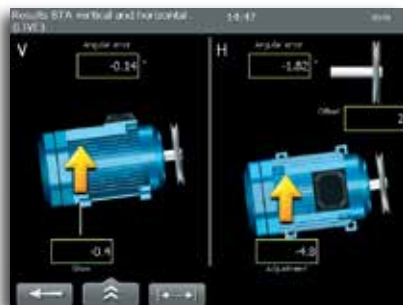 Results BTA vertical and horizontal
(LIVE)
14:47
V
Angular error
-0.14 °
H
Angular error
-1.82 °
Offset
2
-0.4
Shim
-4.8
Adjustment